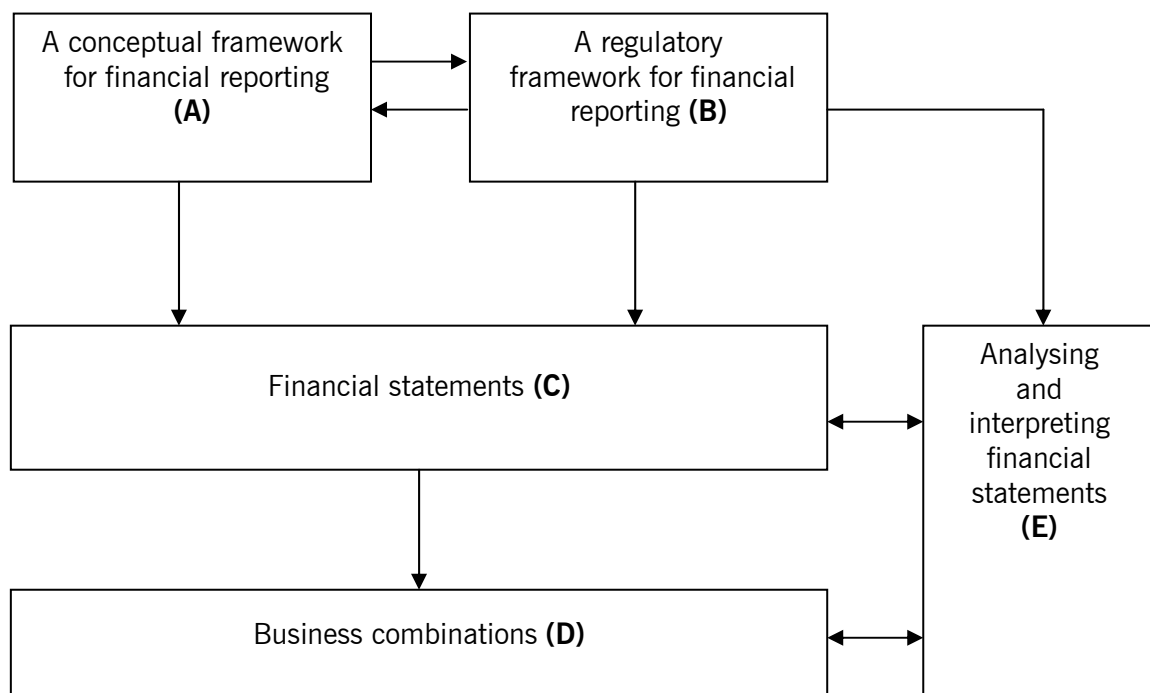 A conceptual framework
for financial reporting
(A)
A regulatory
framework for financial
reporting (B)
Financial statements (C)
Analysing
and
interpreting
financial
statements
(E)
Business combinations (D)